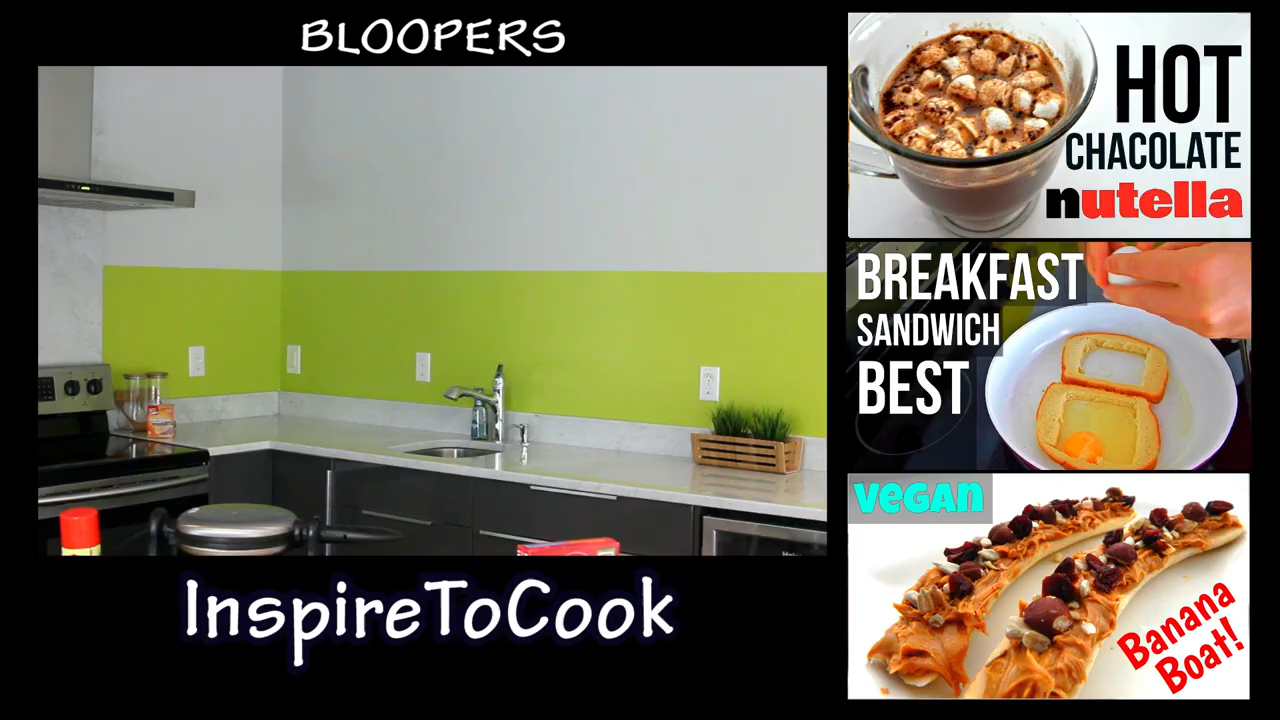 BLOOPERS
InspireToCook
HOT
CHACOLATE
nutella
BREAKFAST
SANDWICH
BEST
vegan
Banana
Boat!